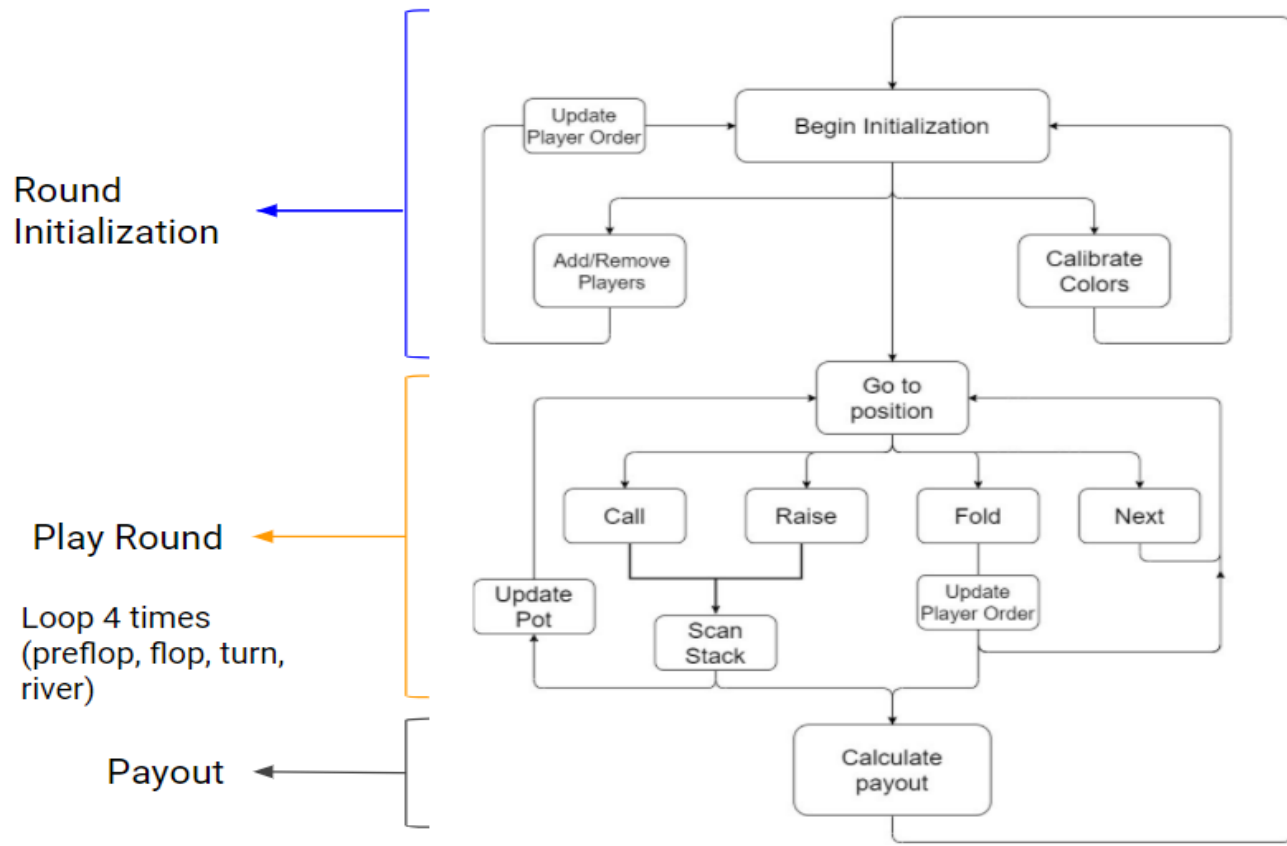 Update
Player Order
Begin Initialization
Round
Initialization
Add/Remove
Players
Calibrate
Colors
Go to
position
Call
Raise
Fold
Next
Play Round
Update
Pot
Update
Player Order
Scan
Stack
Loop 4 times
(preflop, flop, turn,
river)
Calculate
payout
Payout